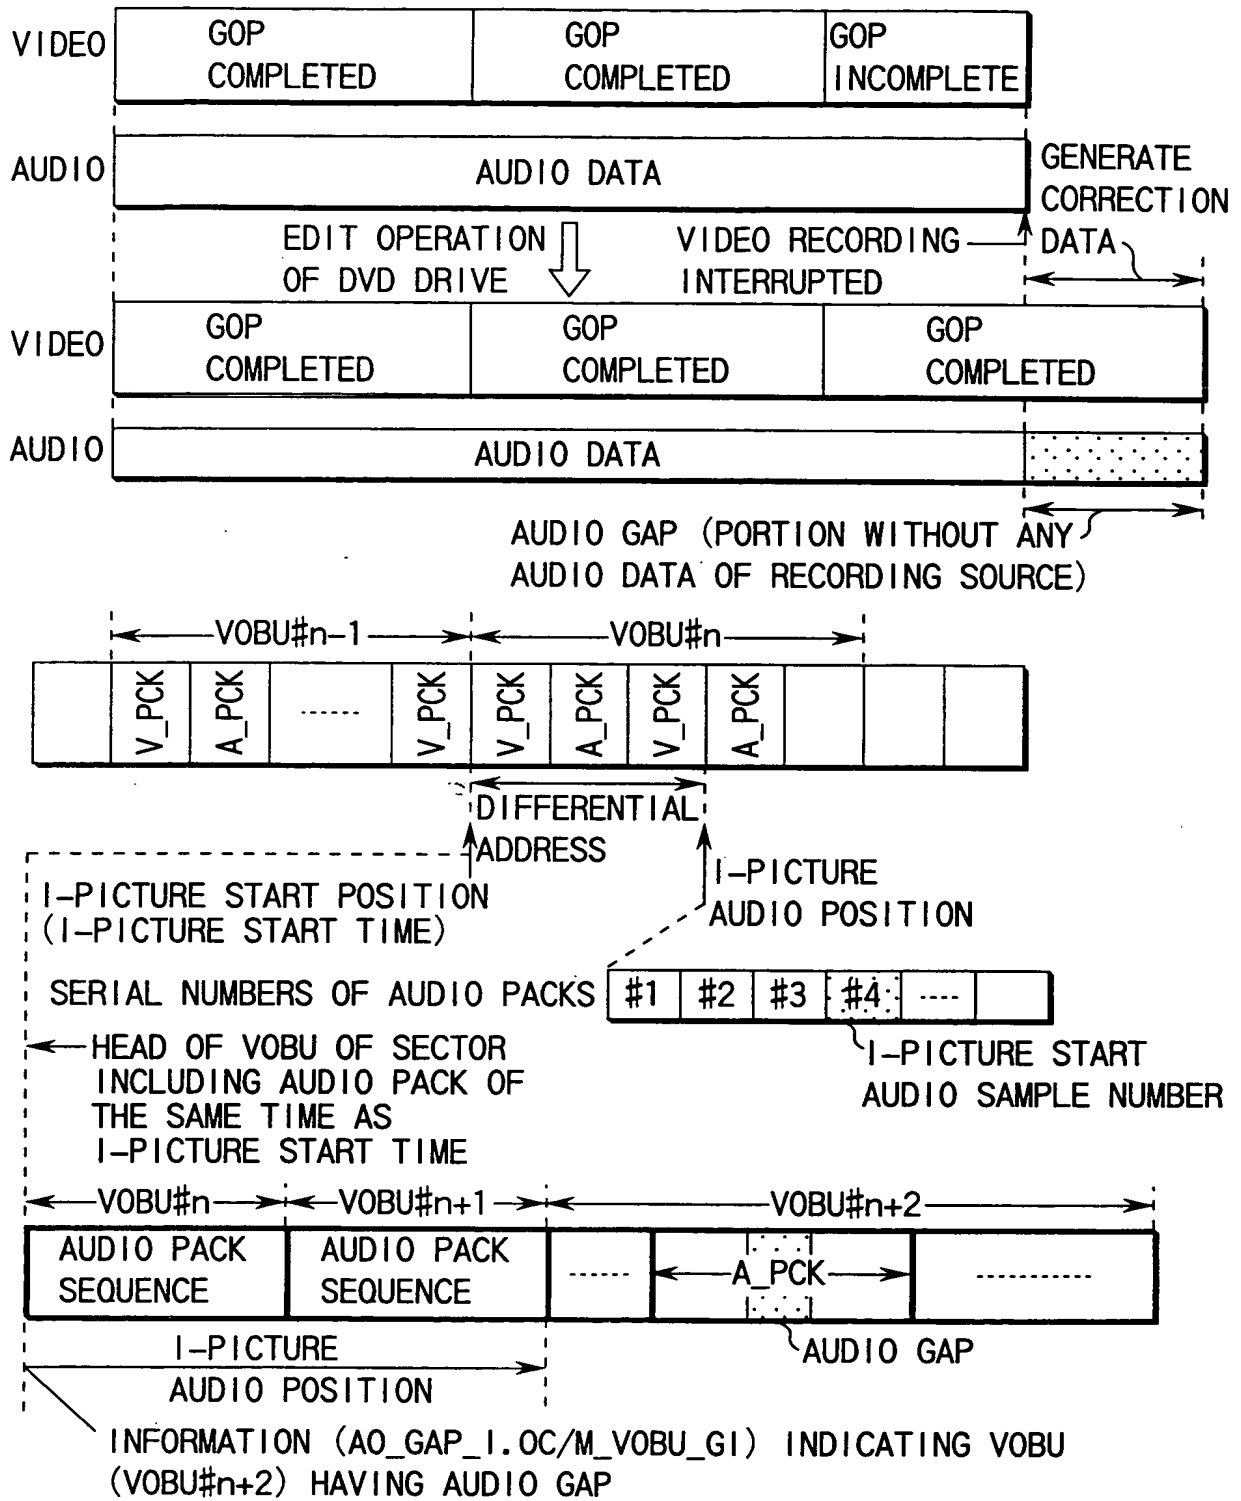 VIDEO
GOP
COMPLETED
GOP
COMPLETED
GOP
INCOMPLETE
AUDIO
AUDIO DATA
GENERATE
CORRECTION
DATA
EDIT OPERATION
OF DVD DRIVE
VIDEO RECORDING
INTERRUPTED
VIDEO
GOP
COMPLETED
GOP
COMPLETED
GOP
COMPLETED
AUDIO
AUDIO DATA
AUDIO GAP (PORTION WITHOUT ANY
AUDIO DATA OF RECORDING SOURCE)
VOBU#n-1
VOBU#n
V_PCK
A_PCK
------
V_PCK
V_PCK
A_PCK
V_PCK
A_PCK
DIFFERENTIAL
ADDRESS
I-PICTURE START POSITION
(I-PICTURE START TIME)
I-PICTURE
AUDIO POSITION
SERIAL NUMBERS OF AUDIO PACKS
#1
#2
#3
#4
----
I-PICTURE START
AUDIO SAMPLE NUMBER
HEAD OF VOBU OF SECTOR
INCLUDING AUDIO PACK OF
THE SAME TIME AS
I-PICTURE START TIME
VOBU#n
VOBU#n+1
VOBU#n+2
AUDIO PACK
SEQUENCE
AUDIO PACK
SEQUENCE
------
A_PCK
-----------
AUDIO GAP
I-PICTURE
AUDIO POSITION
INFORMATION (AO_GAP_I.OC/M_VOBU_GI) INDICATING VOBU
(VOBU#n+2) HAVING AUDIO GAP